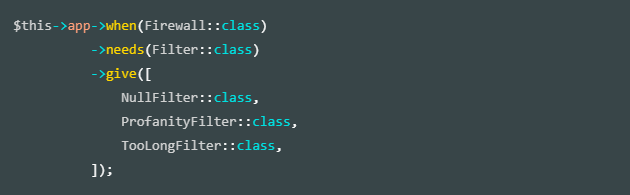 $this->app->when(Firewall::class)
->needs(Filter::class)
->give([
NullFilter::class,
ProfanityFilter::class,
TooLongFilter::class,
]);